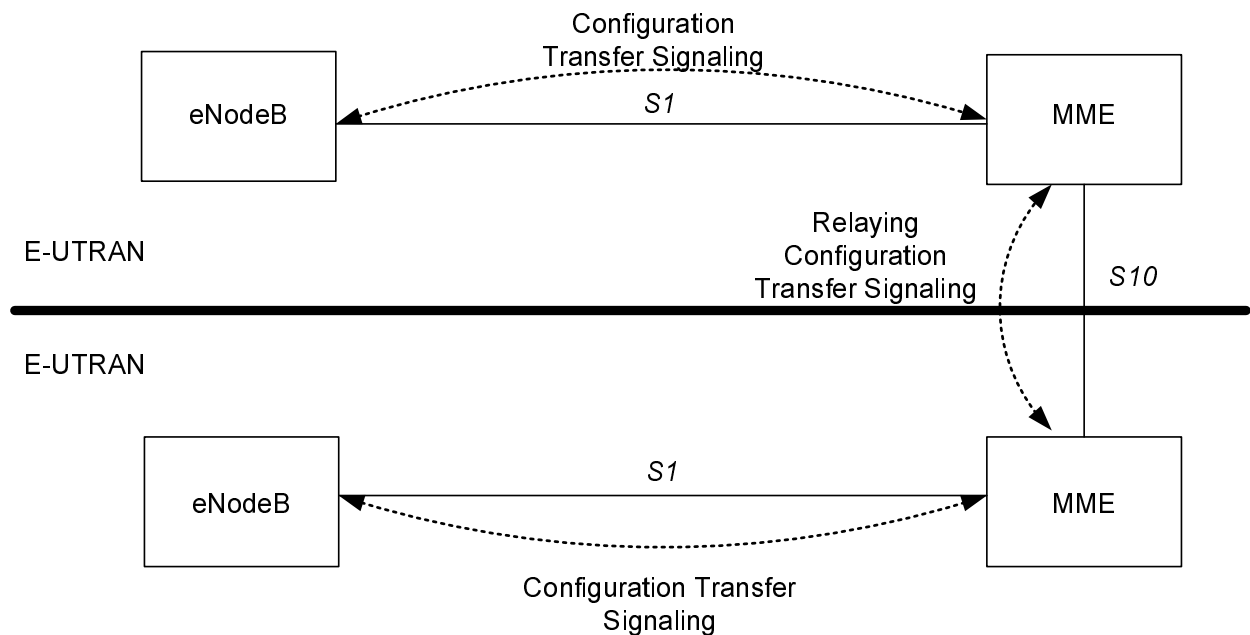 Configuration
Transfer Signaling
eNodeB
S1
MME
Relaying
Configuration
Transfer Signaling
E-UTRAN
S10
E-UTRAN
eNodeB
S1
MME
Configuration Transfer
Signaling